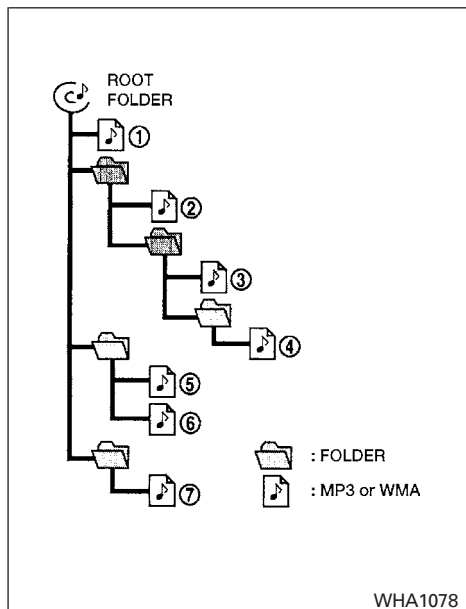 ROOT
FOLDER
①
②
③
④
⑤
⑥
⑦
: FOLDER
: MP3 or WMA
WHA1078